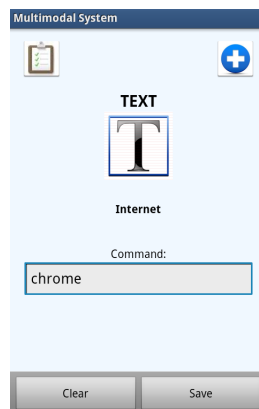 Multimodal System
TEXT
T
Internet
Command:
chrome
Clear
Save